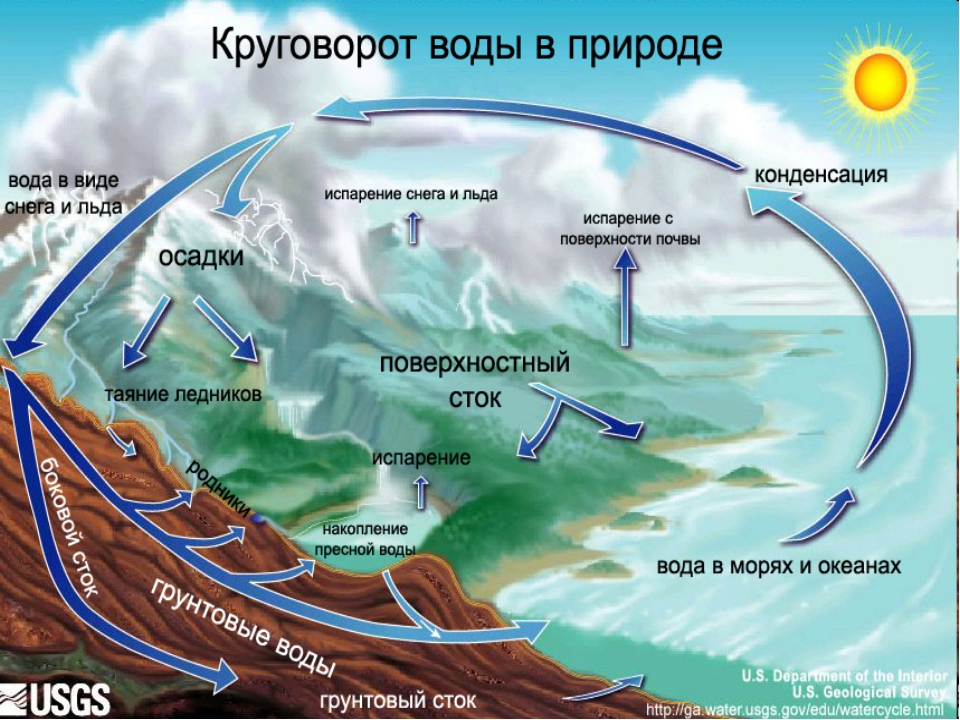 Круговорот воды в природе
вода в виде
снега и льда
испарение снега и льда
конденсация
испарение с
поверхности почвы
осадки
поверхностный
сток
таяние ледников
испарение
родники
боковой сток
накопление
пресной воды
вода в морях и океанах
грунтовые воды
грунтовый сток
USGS
U.S. Department of the Interior
U.S. Geological Survey
http://ga.water.usgs.gov/edu/watercycle.html